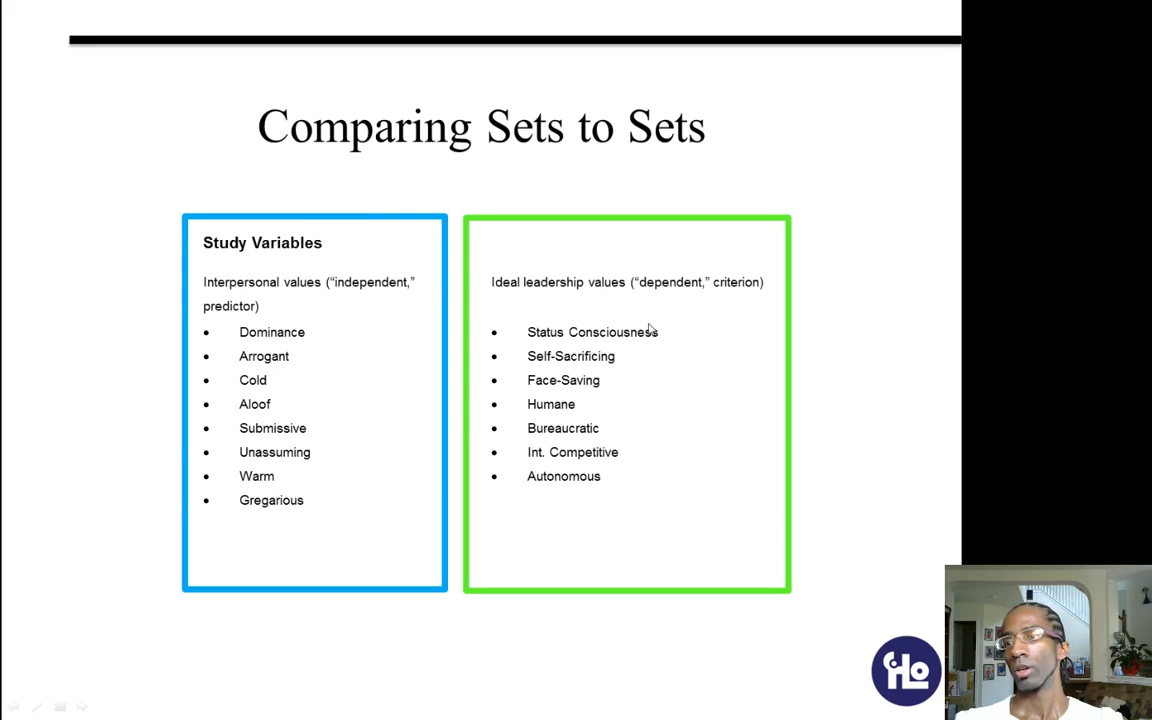 Comparing Sets to Sets
Study Variables
Interpersonal values (“independent,”
predictor)
• Dominance
• Arrogant
• Cold
• Aloof
• Submissive
• Unassuming
• Warm
• Gregarious
Ideal leadership values (“dependent,” criterion)
• Status Consciousness
• Self-Sacrificing
• Face-Saving
• Humane
• Bureaucratic
• Int. Competitive
• Autonomous